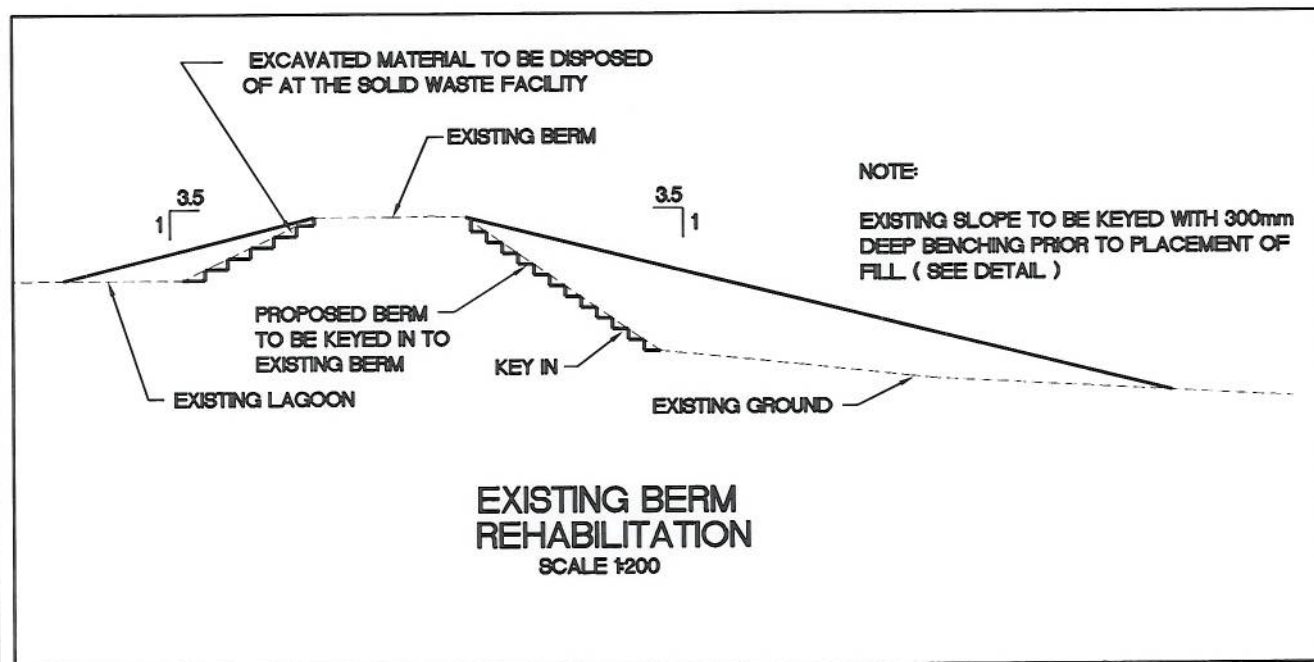 EXCAVATED MATERIAL TO BE DISPOSED
OF AT THE SOLID WASTE FACILITY
EXISTING BERM
NOTE:
3.5
1
3.5
1
EXISTING SLOPE TO BE KEYED WITH 300mm
DEEP BENCHING PRIOR TO PLACEMENT OF
FILL ( SEE DETAIL )
PROPOSED BERM
TO BE KEYED IN TO
EXISTING BERM
KEY IN
EXISTING LAGOON
EXISTING GROUND
EXISTING BERM
REHABILITATION
SCALE 1:200